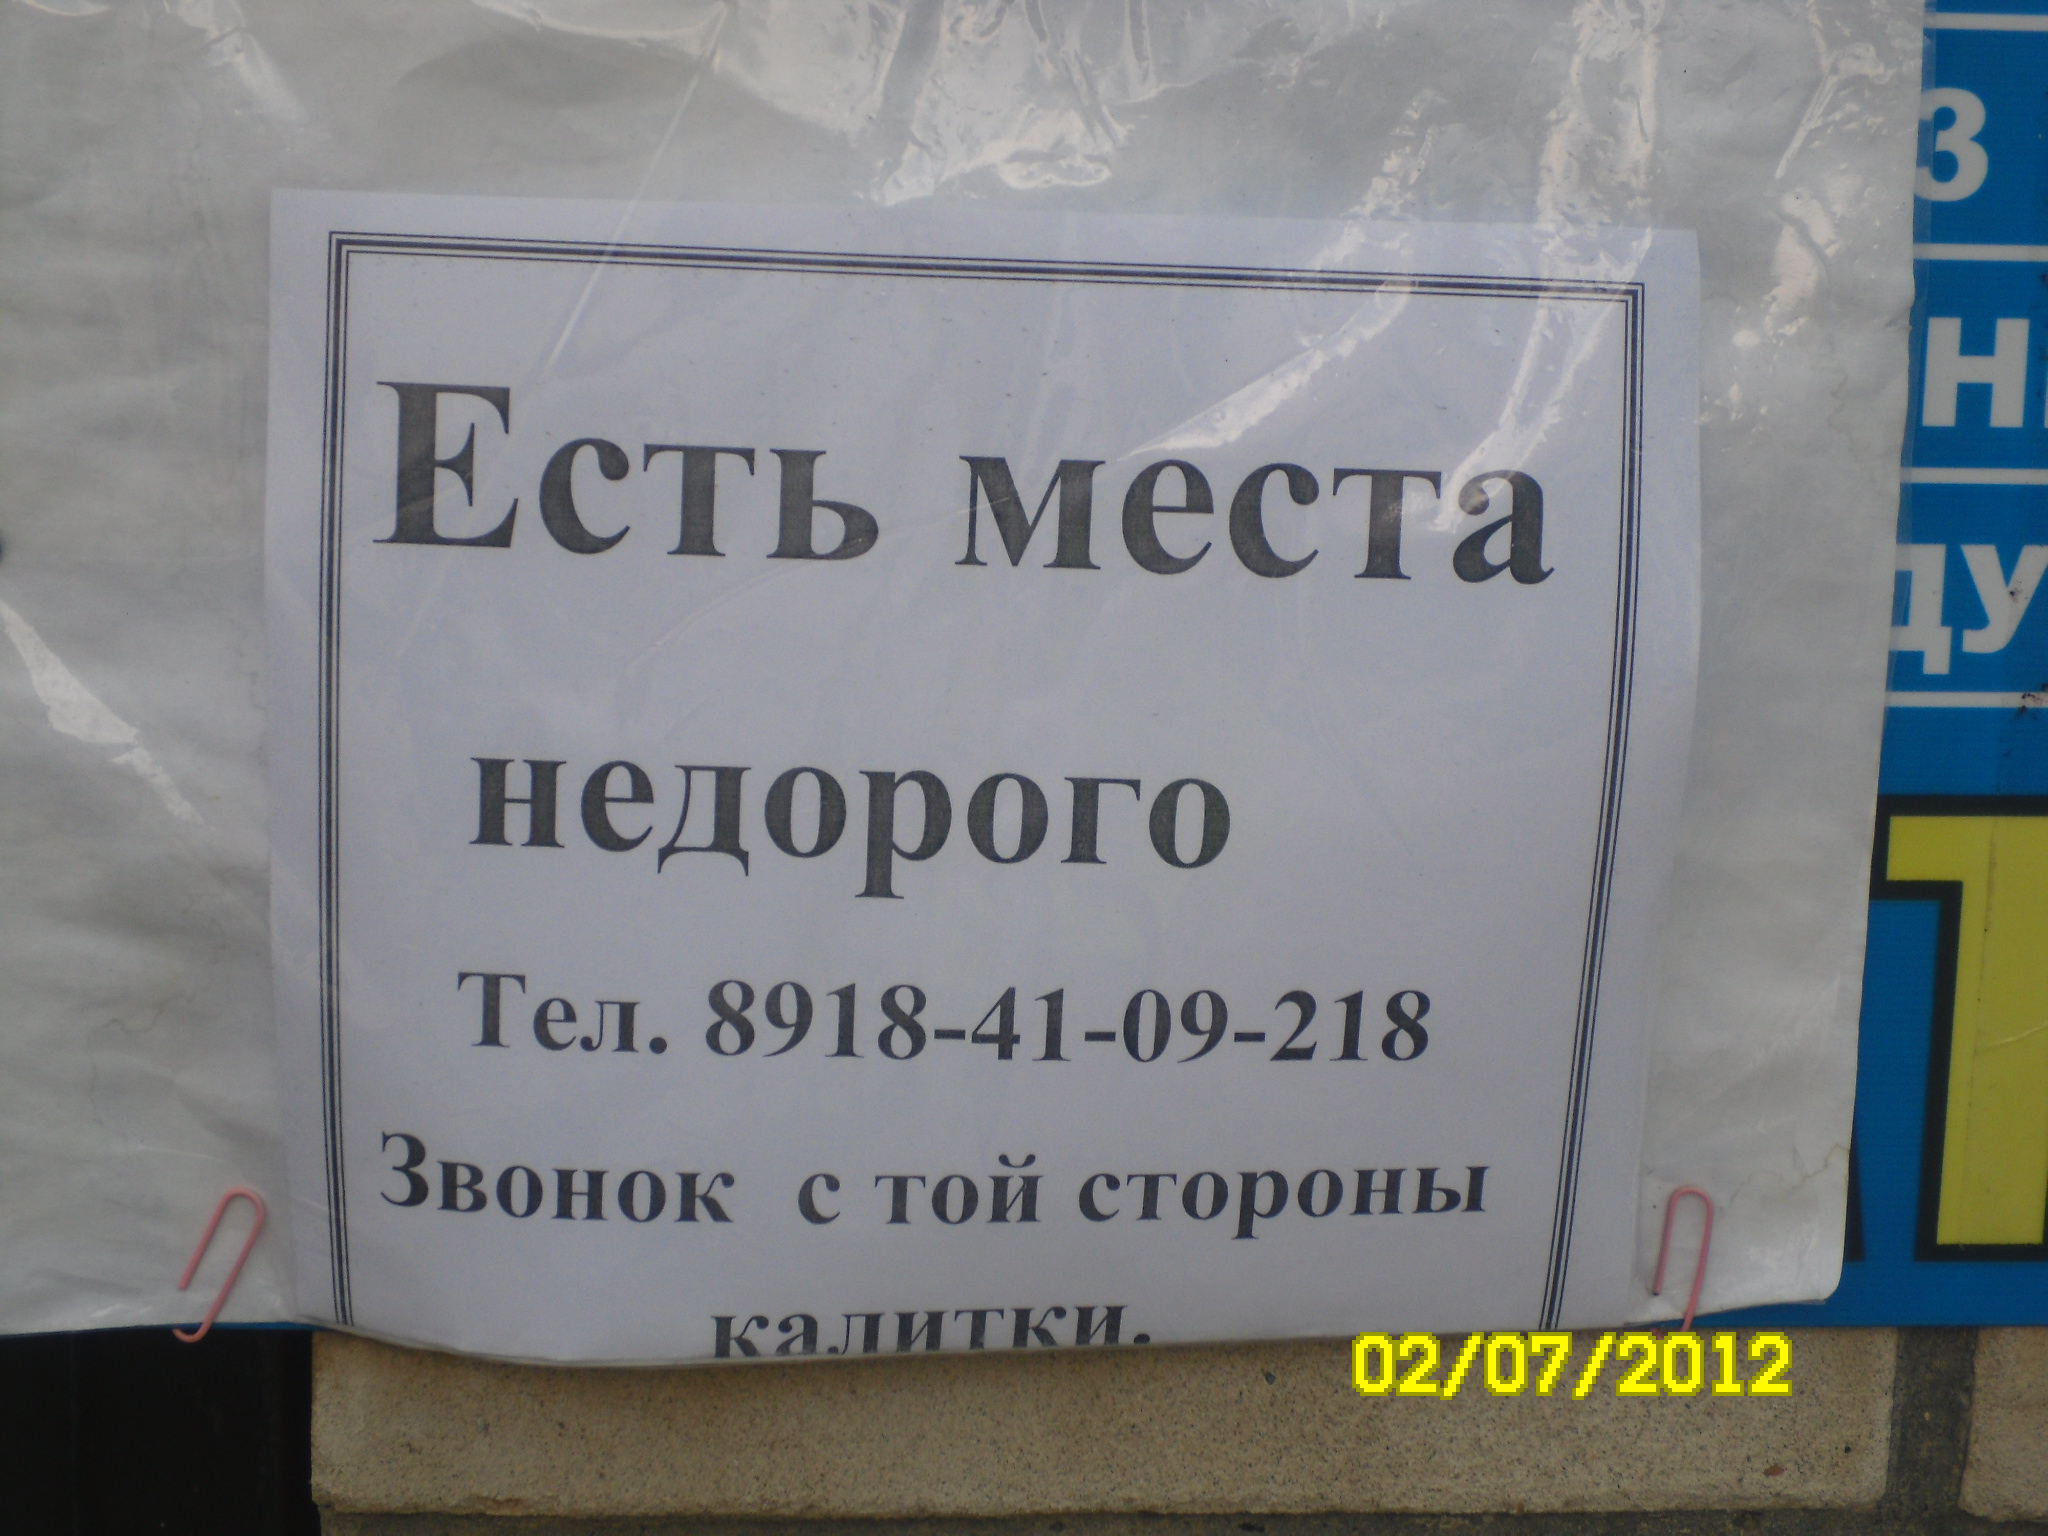 Есть места
недорого
Тел. 8918-41-09-218
Звонок с той стороны
калитки.
02/07/2012